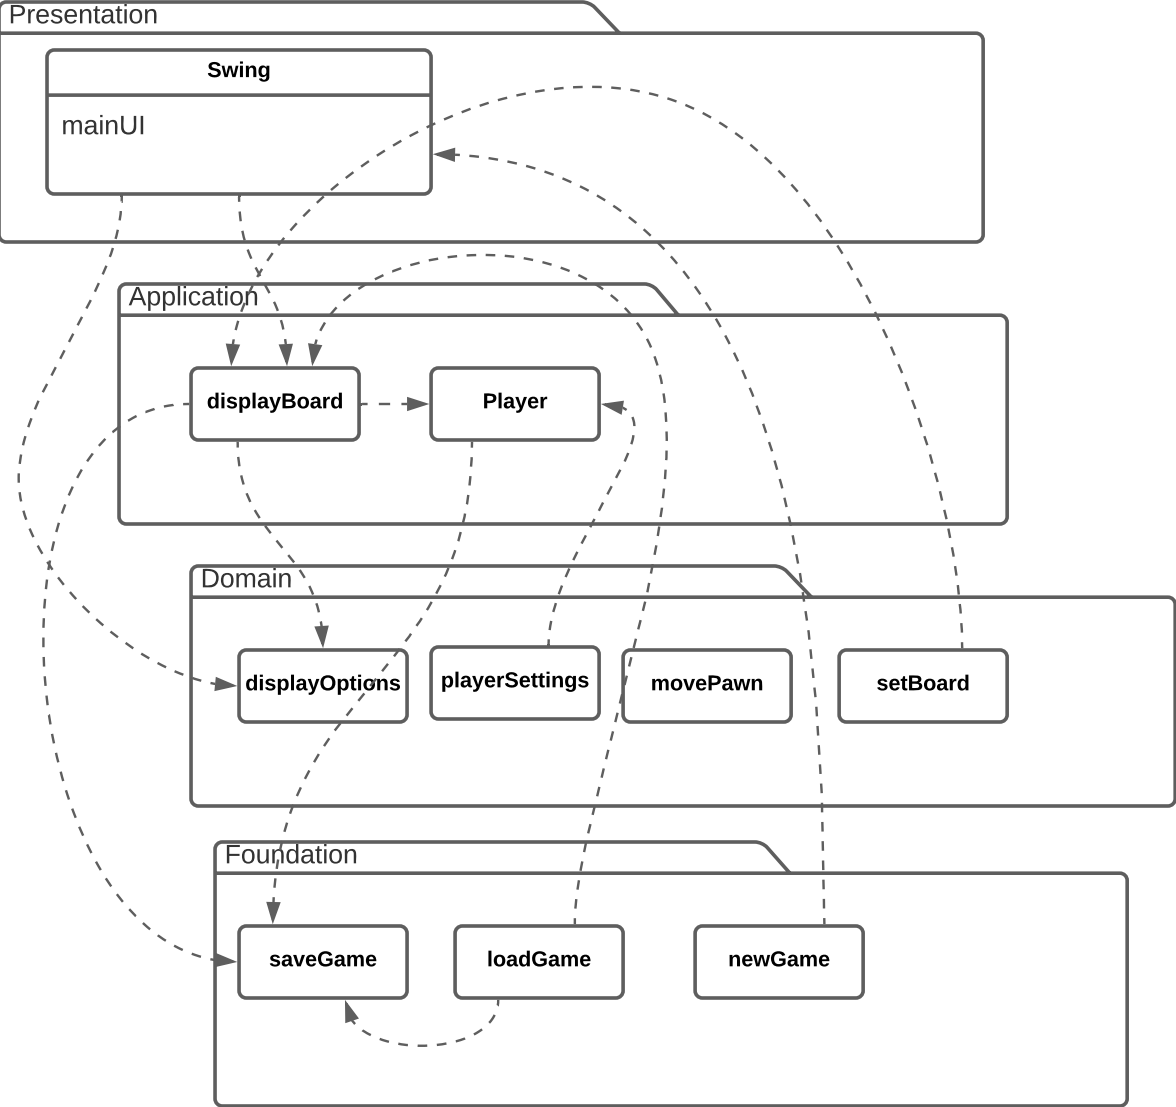 Presentation
Swing
mainUI
Application
displayBoard
Player
Domain
displayOptions
playerSettings
movePawn
setBoard
Foundation
saveGame
loadGame
newGame